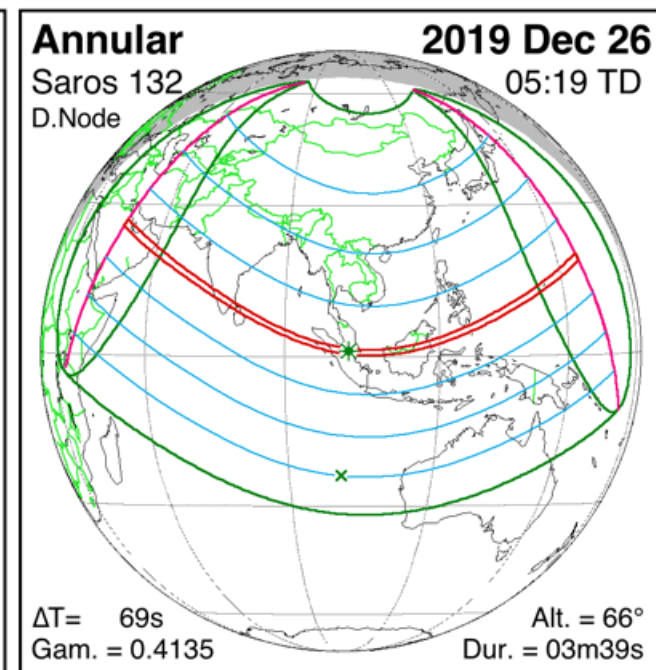 Annular 2019 Dec 26
Saros 132 05:19 TD
D.Node
ΔT= 69s Alt. = 66°
Gam. = 0.4135 Dur. = 03m39s